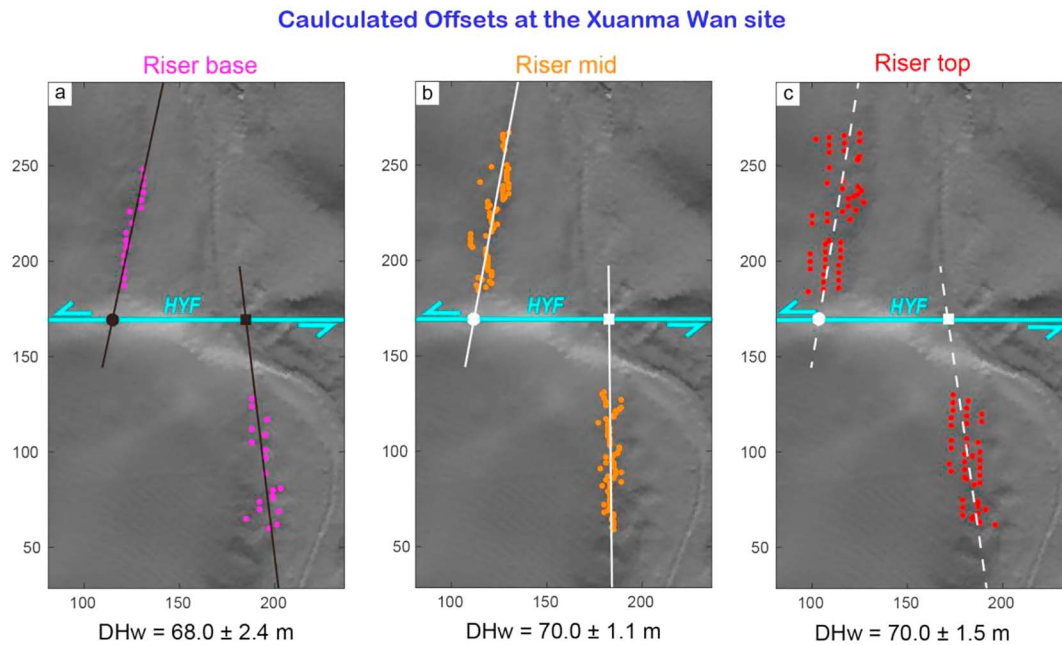 Caulculated Offsets at the Xuanma Wan site
Riser base
Riser mid
Riser top
a
b
c
250
200
150
100
50
HYF
100 150 200
DHw = 68.0 ± 2.4 m
250
200
150
100
50
HYF
100 150 200
DHw = 70.0 ± 1.1 m
250
200
150
100
50
HYF
100 150 200
DHw = 70.0 ± 1.5 m